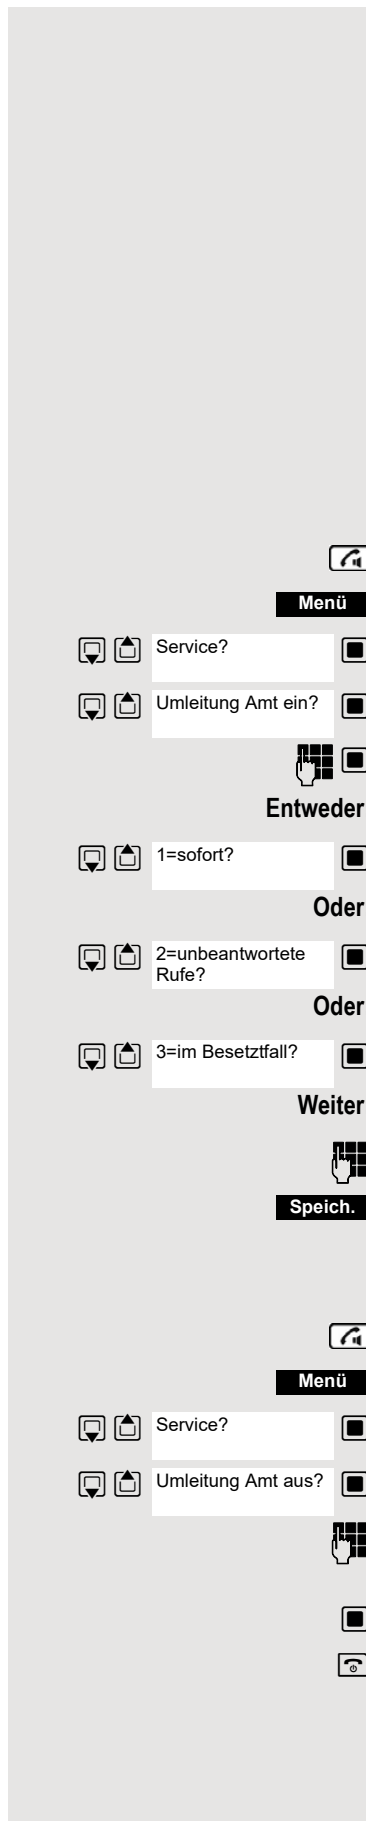 Menü
Service?
Umleitung Amt ein?
Entweder
1=sofort?
Oder
2=unbeantwortete
Rufe?
Oder
3=im Besetztfall?
Weiter
Speich.
Menü
Service?
Umleitung Amt aus?